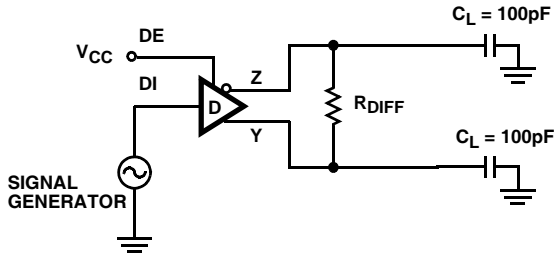 C_L = 100pF
DE
V_CC
DI
Z
D
R_DIFF
Y
C_L = 100pF
SIGNAL
GENERATOR